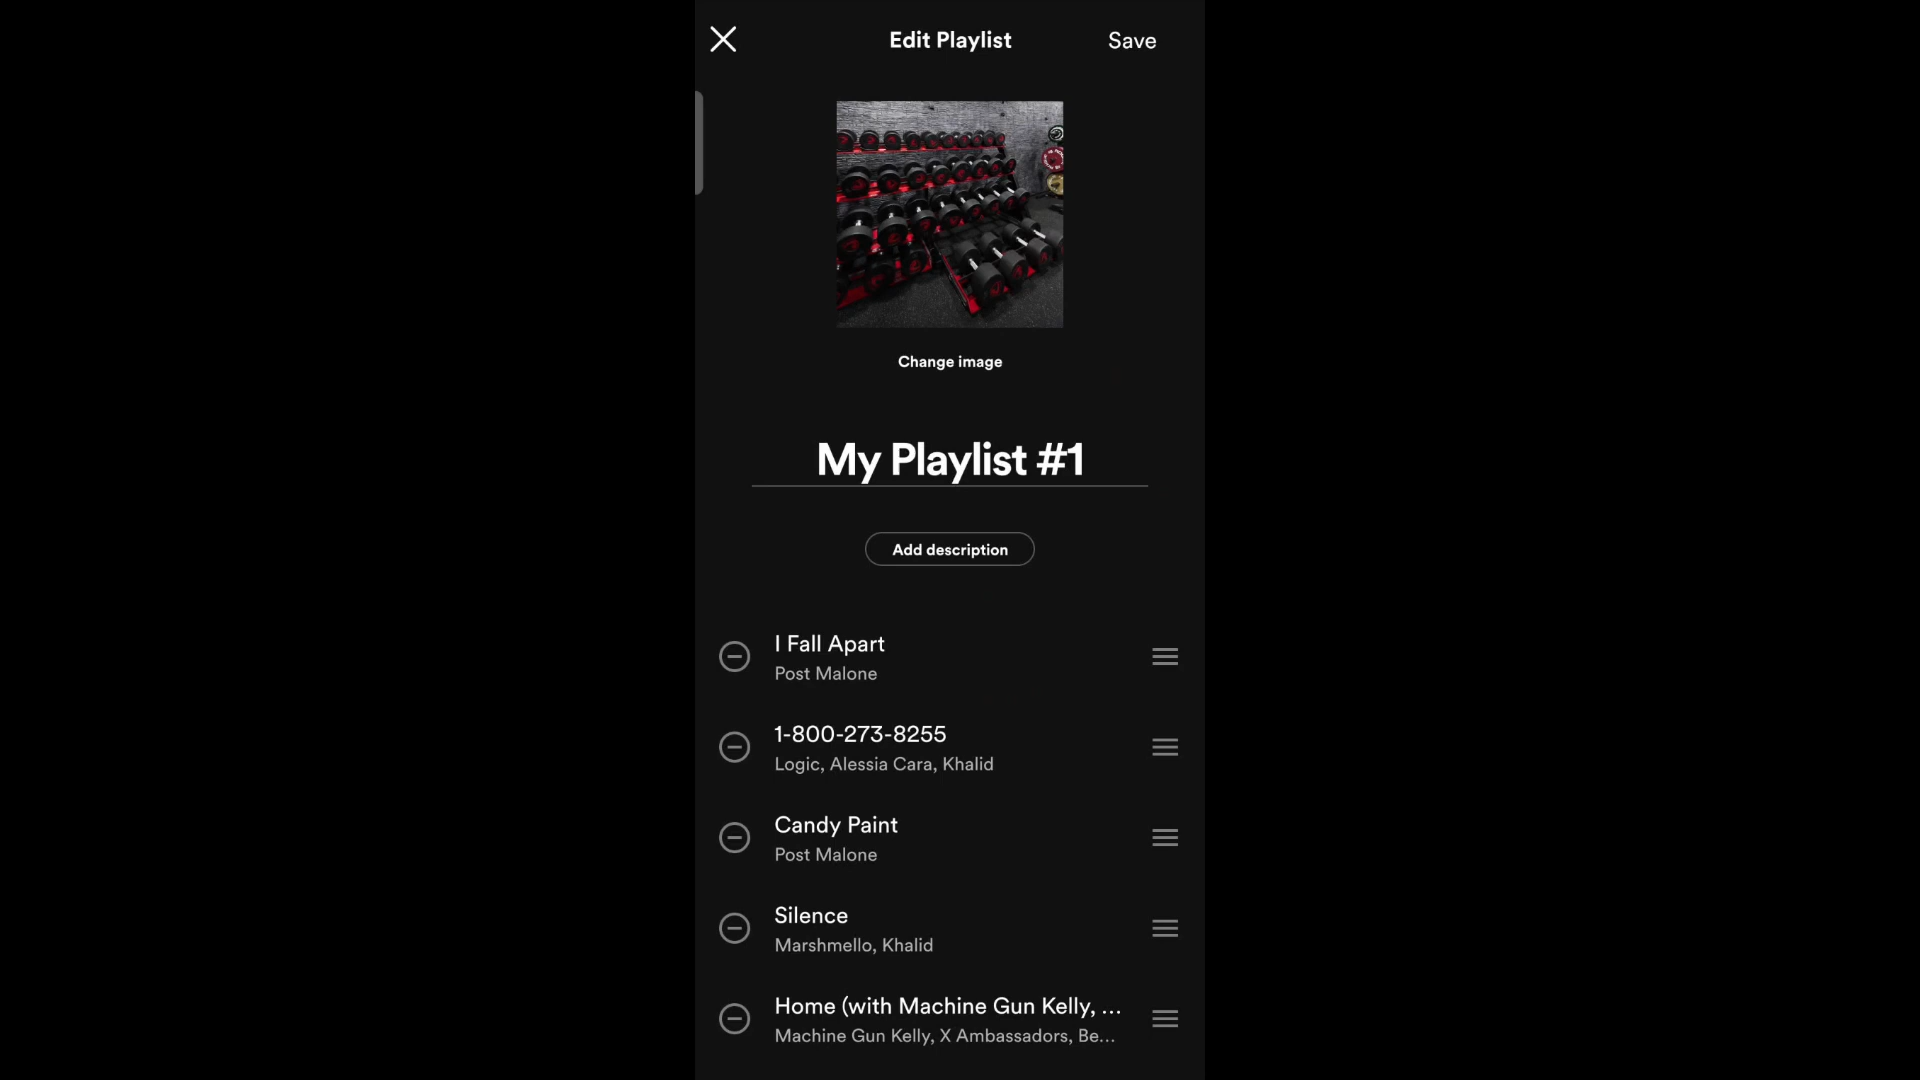 Edit Playlist
Save
Change image
My Playlist #1
Add description
I Fall Apart
Post Malone
1-800-273-8255
Logic, Alessia Cara, Khalid
Candy Paint
Post Malone
Silence
Marshmello, Khalid
Home (with Machine Gun Kelly, ...
Machine Gun Kelly, X Ambassadors, Be...